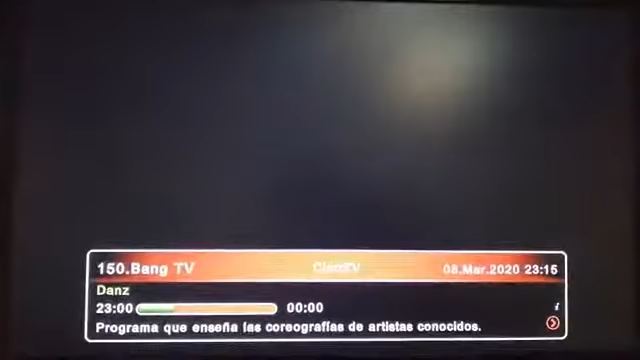 150.Bang TV ClaroTV 08.Mar.2020 23:15
Danz
23:00 00:00 i
Programa que enseña las coreografías de artistas conocidos.